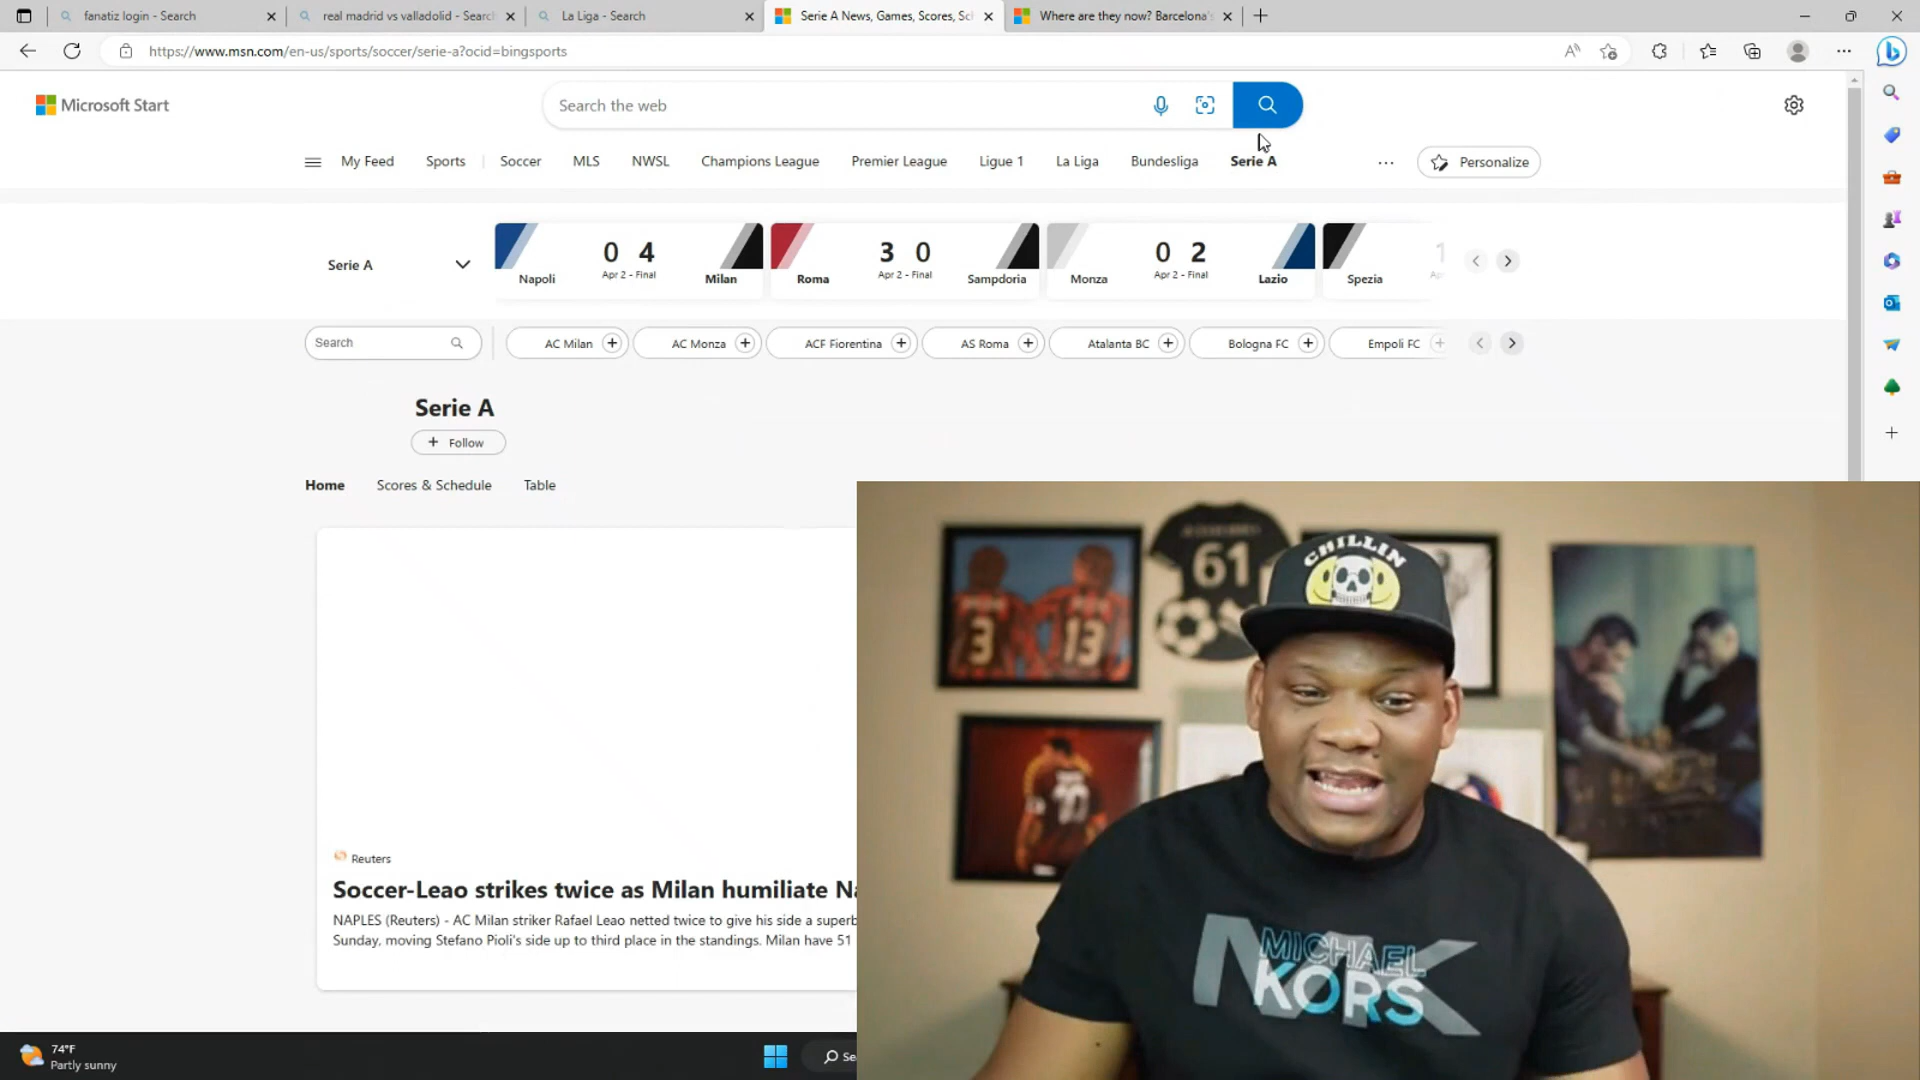 fanatiz login - Search
real madrid vs valladolid - Search
La Liga - Search
Serie A News, Games, Scores, Sc
Where are they now? Barcelona's
https://www.msn.com/en-us/sports/soccer/serie-a?ocid=bingsports
Microsoft Start
Search the web
My Feed Sports Soccer MLS NWSL Champions League Premier League Ligue 1 La Liga Bundesliga Serie A ... Personalize
Serie A
0 4
Apr 2 - Final
Napoli Milan
3 0
Apr 2 - Final
Roma Sampdoria
0 2
Apr 2 - Final
Monza Lazio
1
Ap
Spezia
Search
AC Milan + AC Monza + ACF Fiorentina + AS Roma + Atalanta BC + Bologna FC + Empoli FC +
Serie A
+ Follow
Home Scores & Schedule Table
Reuters
Soccer-Leao strikes twice as Milan humiliate Na
NAPLES (Reuters) - AC Milan striker Rafael Leao netted twice to give his side a superb
Sunday, moving Stefano Pioli's side up to third place in the standings. Milan have 51
61
3
13
CHILLIN
MICHAEL
KORS
74°F
Partly sunny
Se